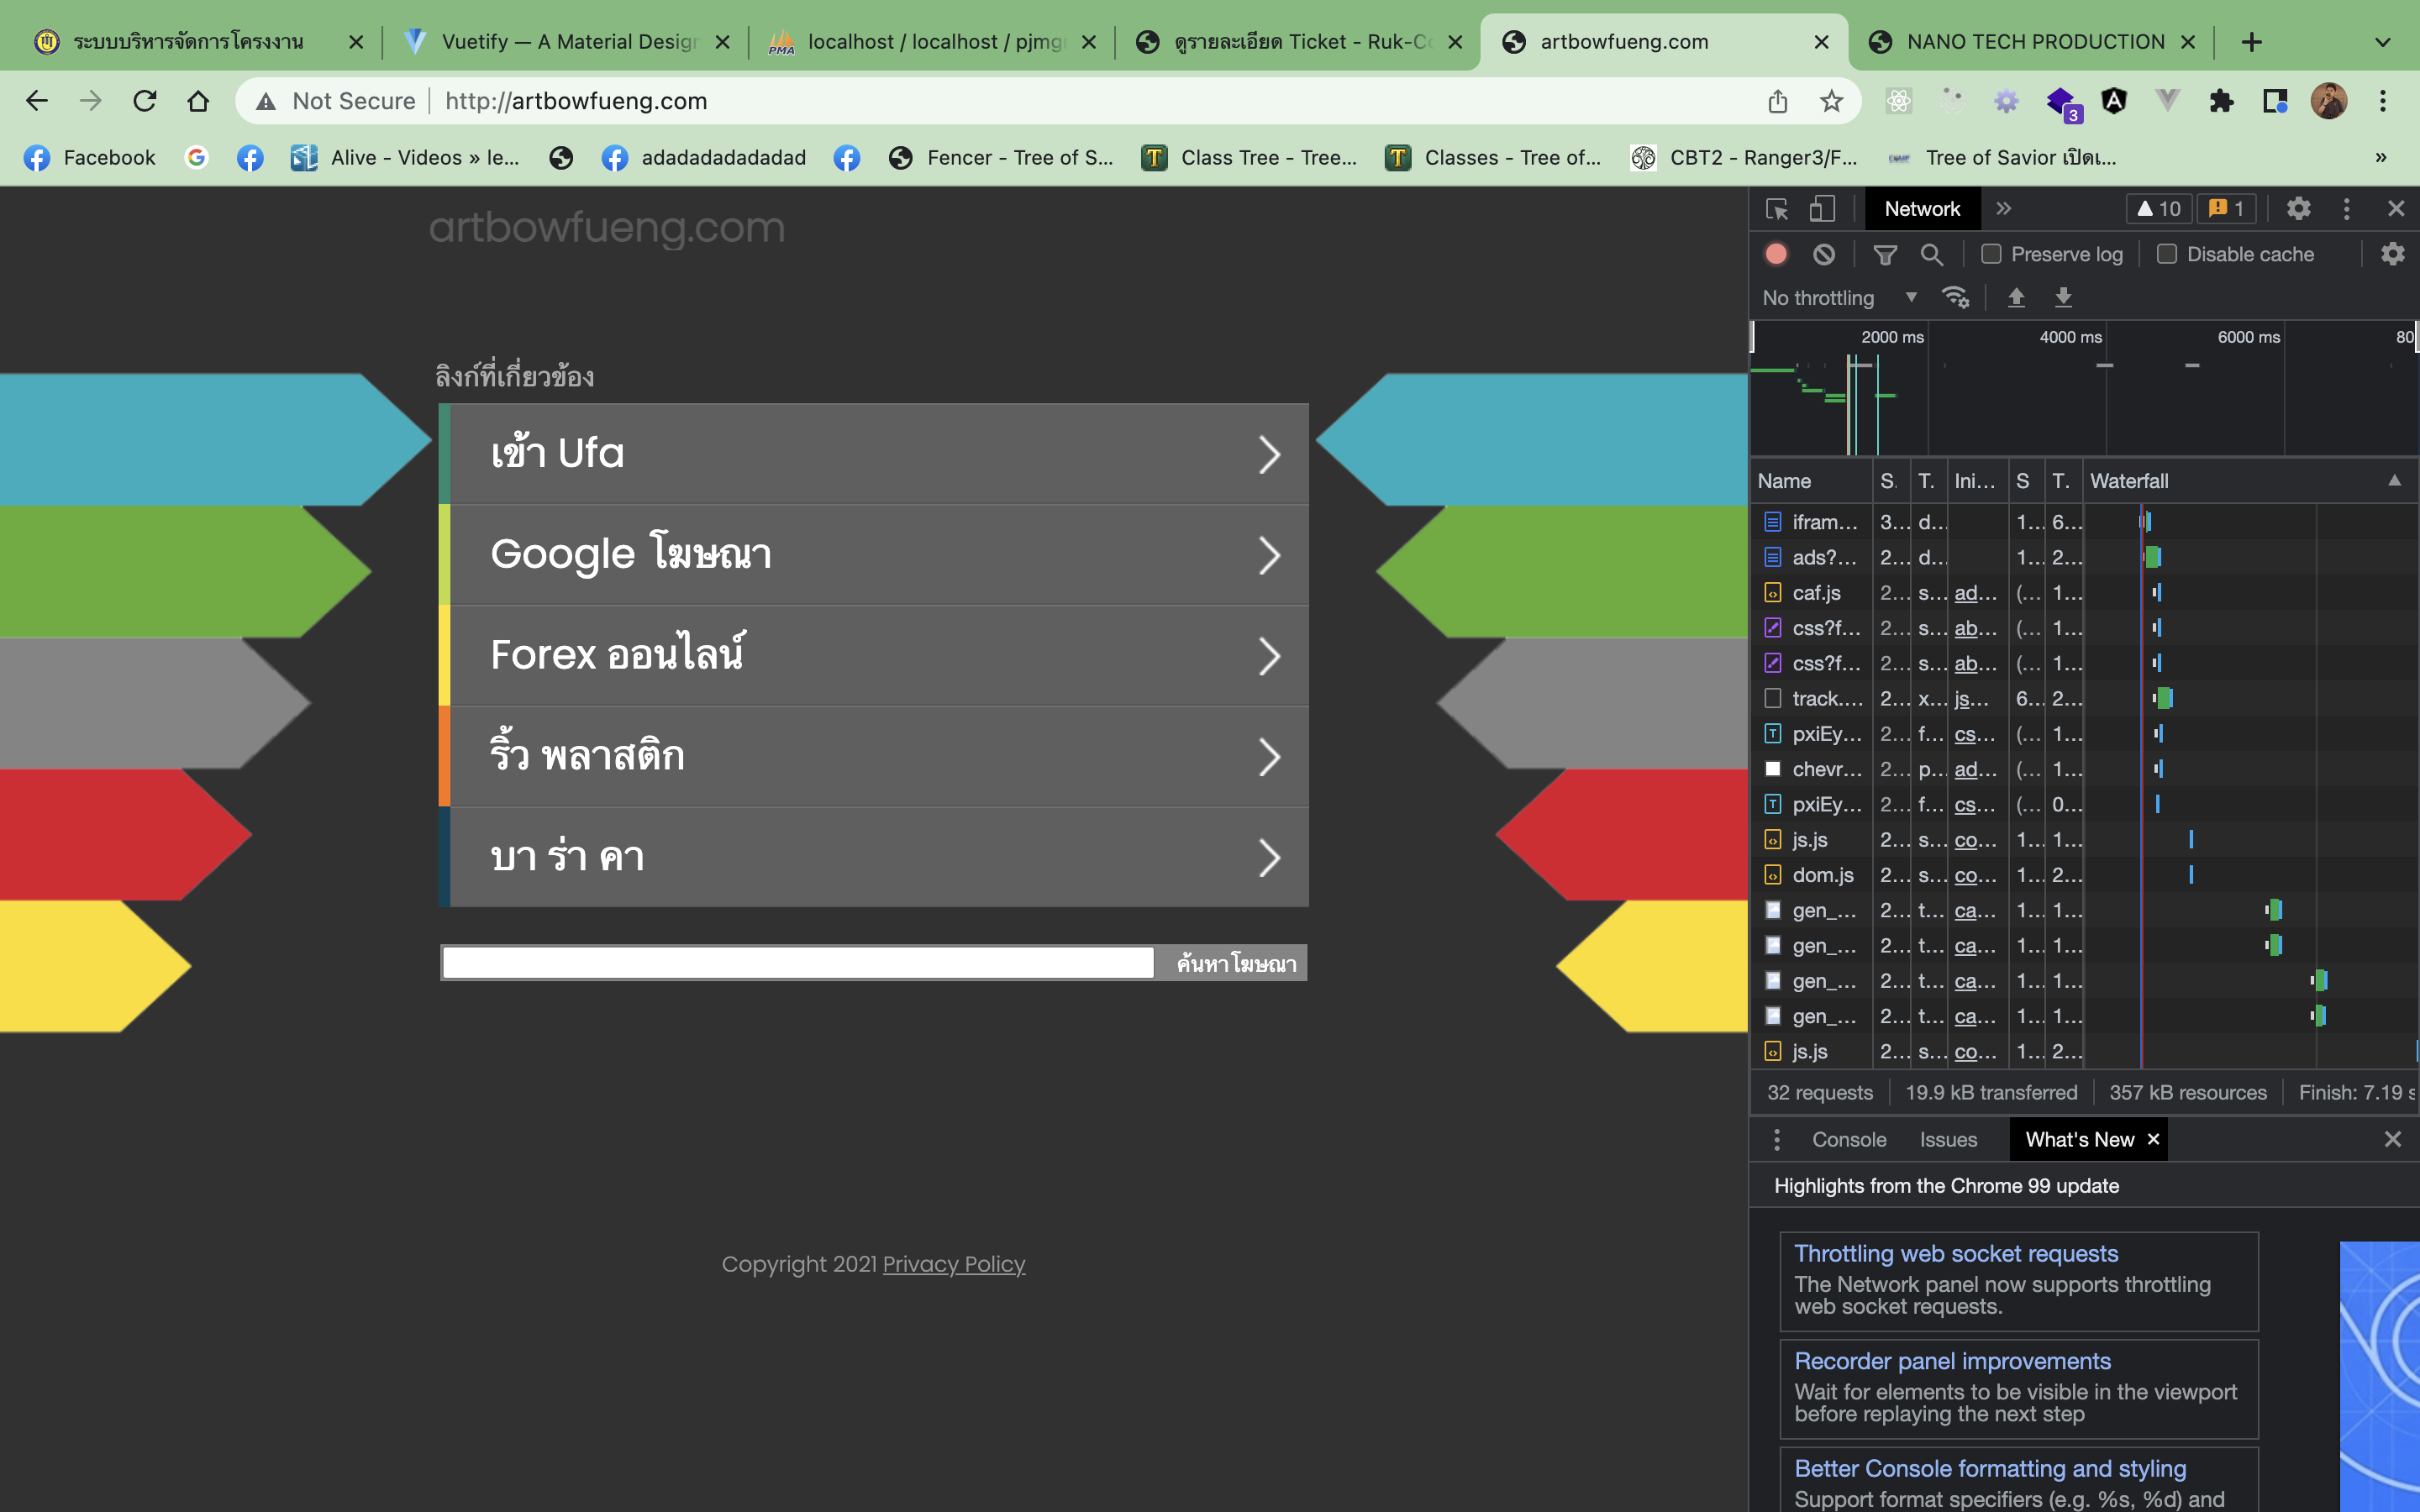 ระบบบริหารจัดการโครงงาน
Vuetify — A Material Design
localhost / localhost / pjmgr
ดูรายละเอียด Ticket - Ruk-Co
artbowfueng.com
NANO TECH PRODUCTION
Not Secure
http://artbowfueng.com
3
Facebook
Alive - Videos » le...
adadadadadadad
Fencer - Tree of S...
Class Tree - Tree...
Classes - Tree of...
CBT2 - Ranger3/F...
Tree of Savior เปิดเ...
»
artbowfueng.com
ลิงก์ที่เกี่ยวข้อง
เข้า Ufa
Google โฆษณา
Forex ออนไลน์
ริ้ว พลาสติก
บา ร่า คา
ค้นหาโฆษณา
Copyright 2021 Privacy Policy
Network
10
1
Preserve log
Disable cache
No throttling
2000 ms
4000 ms
6000 ms
80
Name S. T. Ini... S T. Waterfall
ifram... 3... d... 1... 6...
ads?... 2... d... 1... 2...
caf.js 2... s... ad... (... 1...
css?f... 2... s... ab... (... 1...
css?f... 2... s... ab... (... 1...
track.... 2... x... js... 6... 2...
pxiEy... 2... f... cs... (... 1...
chevr... 2... p... ad... (... 1...
pxiEy... 2... f... cs... (... 0...
js.js 2... s... co... 1... 1...
dom.js 2... s... co... 1... 2...
gen_... 2... t... ca... 1... 1...
gen_... 2... t... ca... 1... 1...
gen_... 2... t... ca... 1... 1...
gen_... 2... t... ca... 1... 1...
js.js 2... s... co... 1... 2...
32 requests
19.9 kB transferred
357 kB resources
Finish: 7.19 s
Console
Issues
What's New
Highlights from the Chrome 99 update
Throttling web socket requests
The Network panel now supports throttling
web socket requests.
Recorder panel improvements
Wait for elements to be visible in the viewport
before replaying the next step
Better Console formatting and styling
Support format specifiers (e.g. %s, %d) and